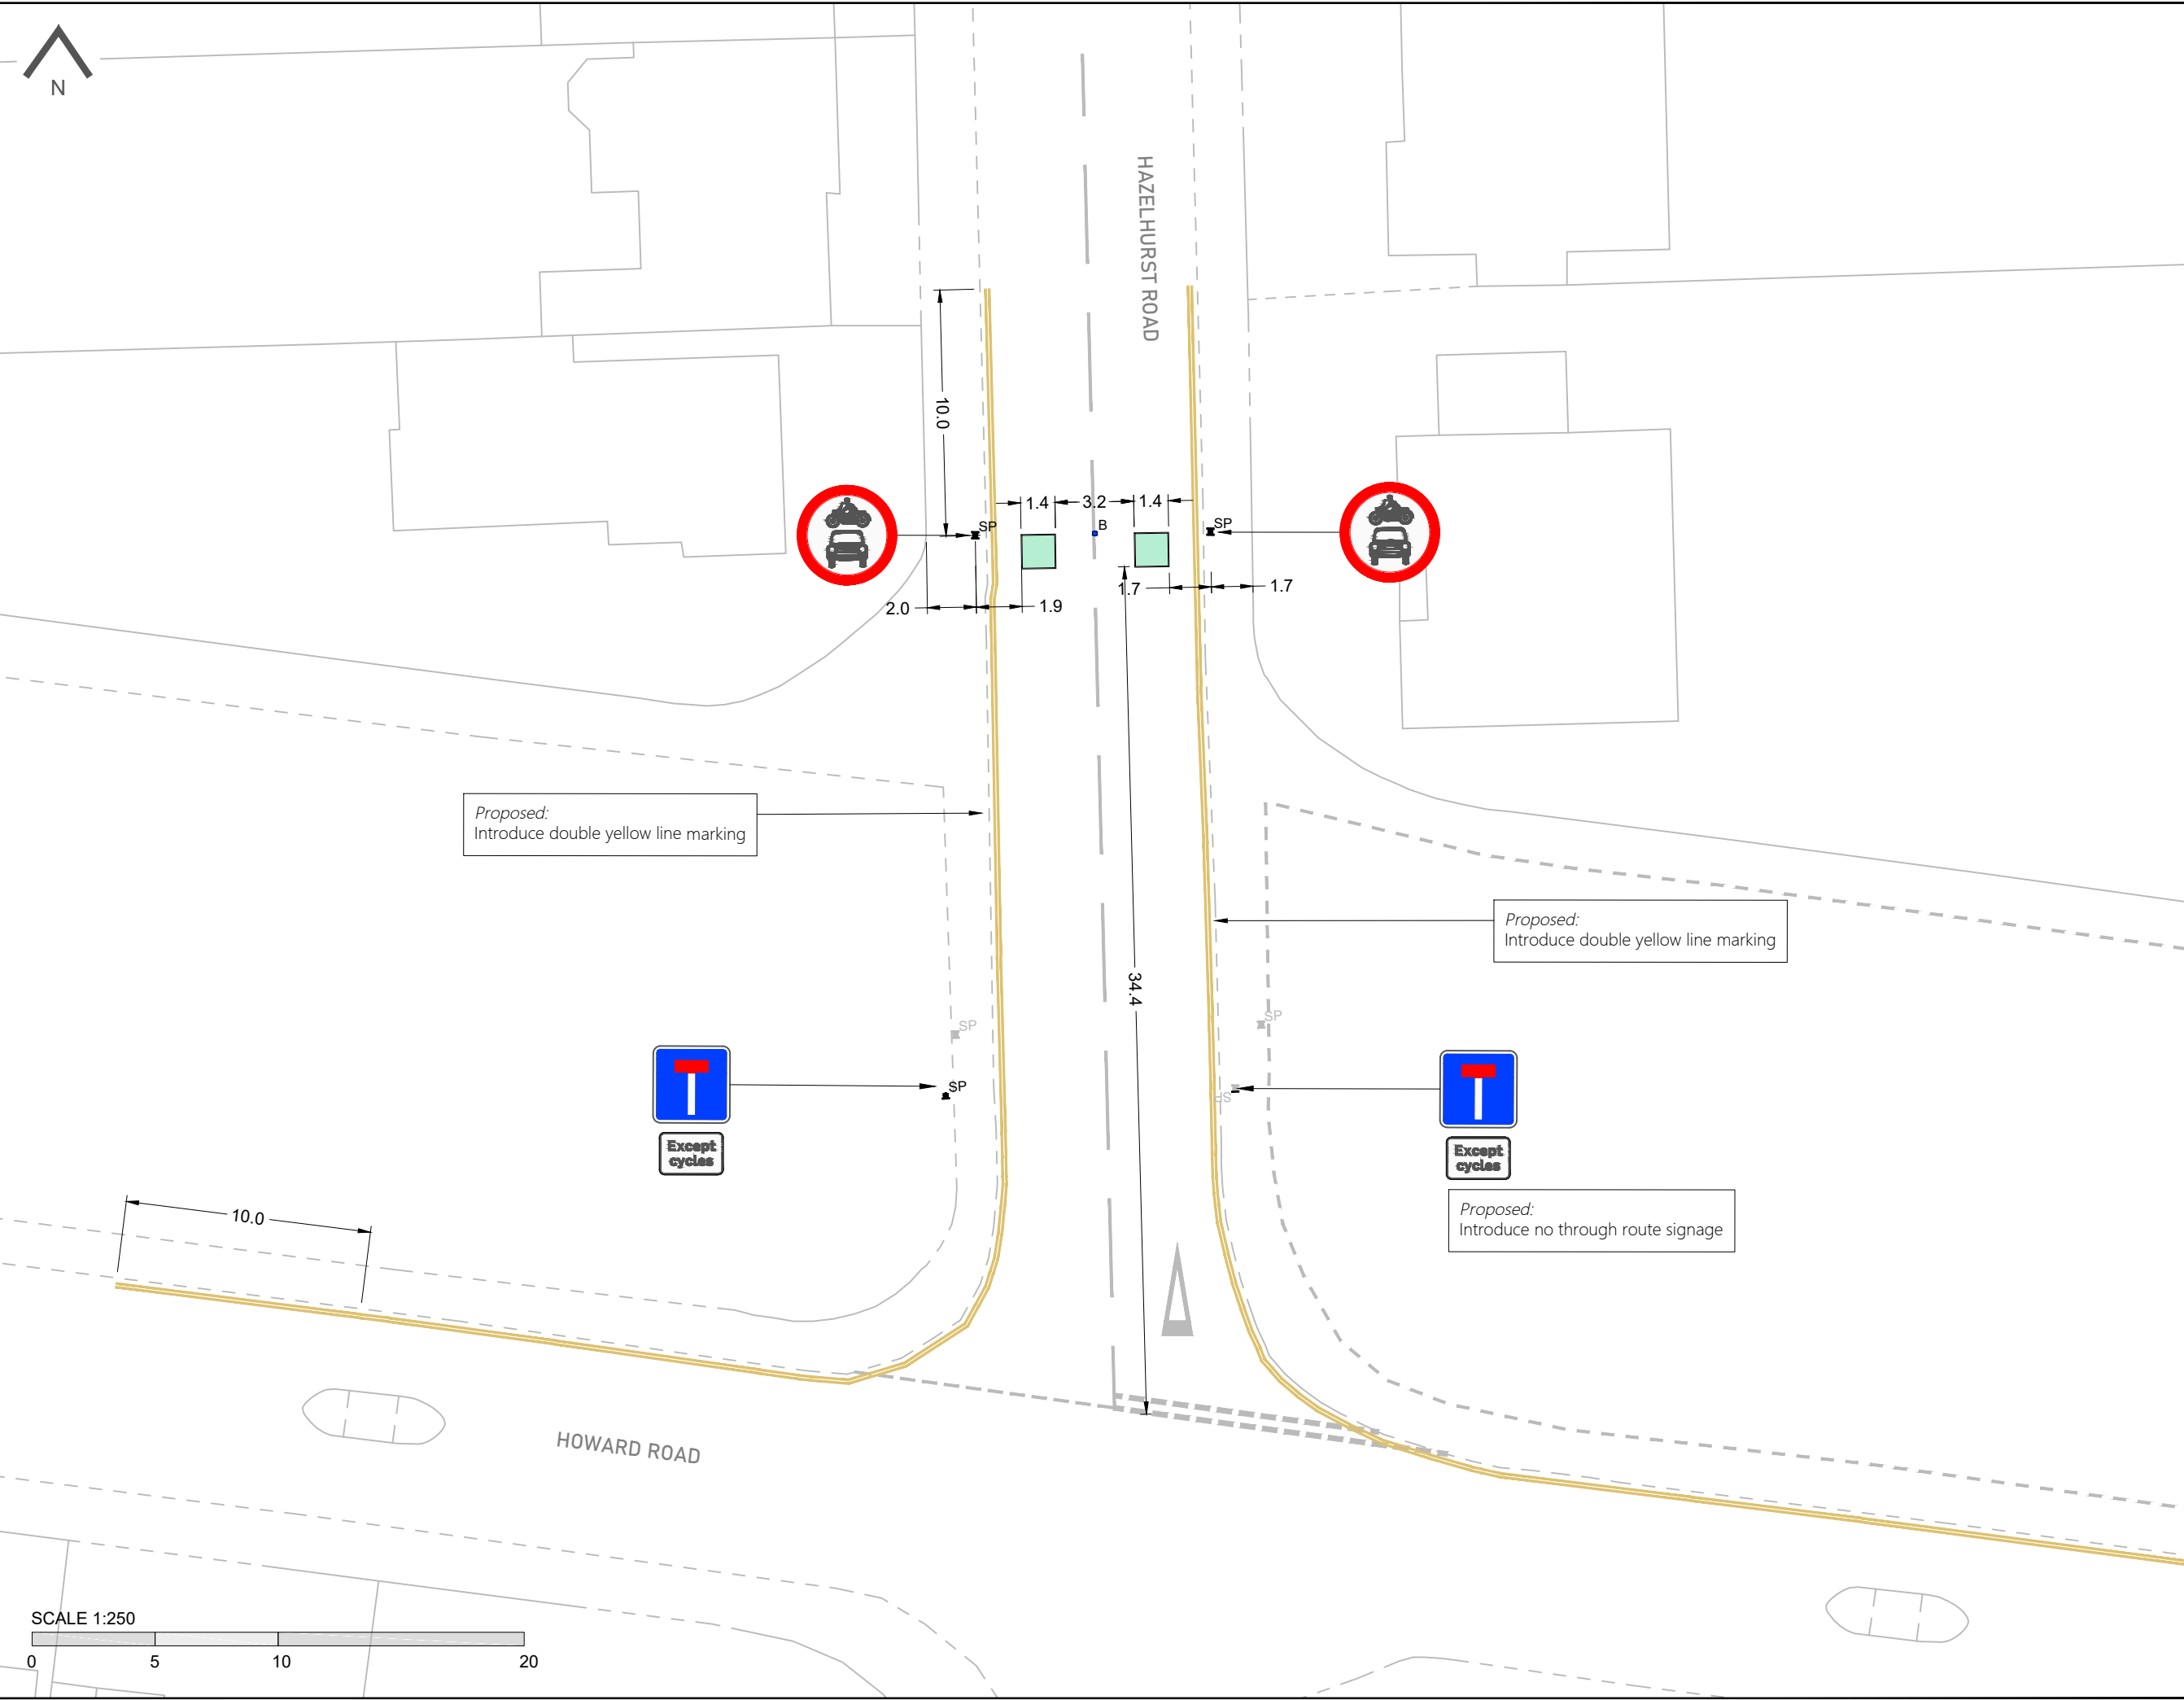 N
HAZELHURST ROAD
10.0
1.4
3.2
1.4
SP
B
SP
2.0
1.9
1.7
1.7
Proposed:
Introduce double yellow line marking
Proposed:
Introduce double yellow line marking
34.4
SP
SP
SP
SP
Except
cycles
Except
cycles
Proposed:
Introduce no through route signage
10.0
HOWARD ROAD
SCALE 1:250
0
5
10
20